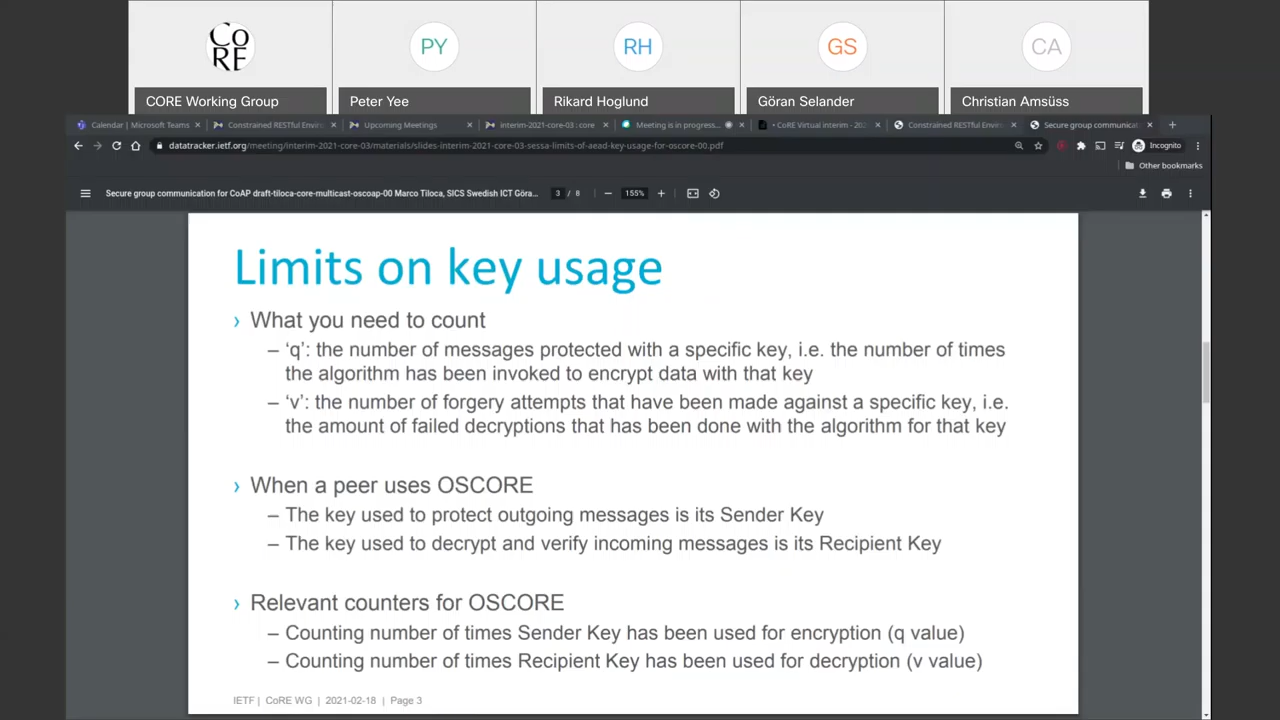 CORE
PY
RH
GS
CA
CORE Working Group
Peter Yee
Rikard Hoglund
Göran Selander
Christian Amsüss
Calendar | Microsoft Teams
Constrained RESTful Enviro
Upcoming Meetings
interim-2021-core-03 : core
Meeting is in progress...
• CoRE Virtual interim - 202
Constrained RESTful Enviro
Secure group communicat
datatracker.ietf.org/meeting/interim-2021-core-03/materials/slides-interim-2021-core-03-sessa-limits-of-aead-key-usage-for-oscore-00.pdf
Incognito
Other bookmarks
Secure group communication for CoAP draft-tiloca-core-multicast-oscoap-00 Marco Tiloca, SICS Swedish ICT Göra...
3 / 8
155%
Limits on key usage
› What you need to count
– ‘q’: the number of messages protected with a specific key, i.e. the number of times
the algorithm has been invoked to encrypt data with that key
– ‘v’: the number of forgery attempts that have been made against a specific key, i.e.
the amount of failed decryptions that has been done with the algorithm for that key
› When a peer uses OSCORE
– The key used to protect outgoing messages is its Sender Key
– The key used to decrypt and verify incoming messages is its Recipient Key
› Relevant counters for OSCORE
– Counting number of times Sender Key has been used for encryption (q value)
– Counting number of times Recipient Key has been used for decryption (v value)
IETF | CoRE WG | 2021-02-18 | Page 3